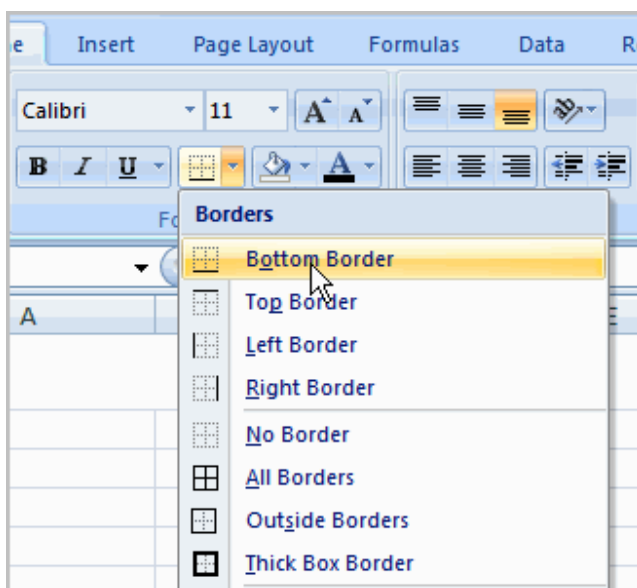 e Insert Page Layout Formulas Data R
Calibri 11 A A
B I U A
Fo
Borders
Bottom Border
Top Border
A
E
Left Border
Right Border
No Border
All Borders
Outside Borders
Thick Box Border